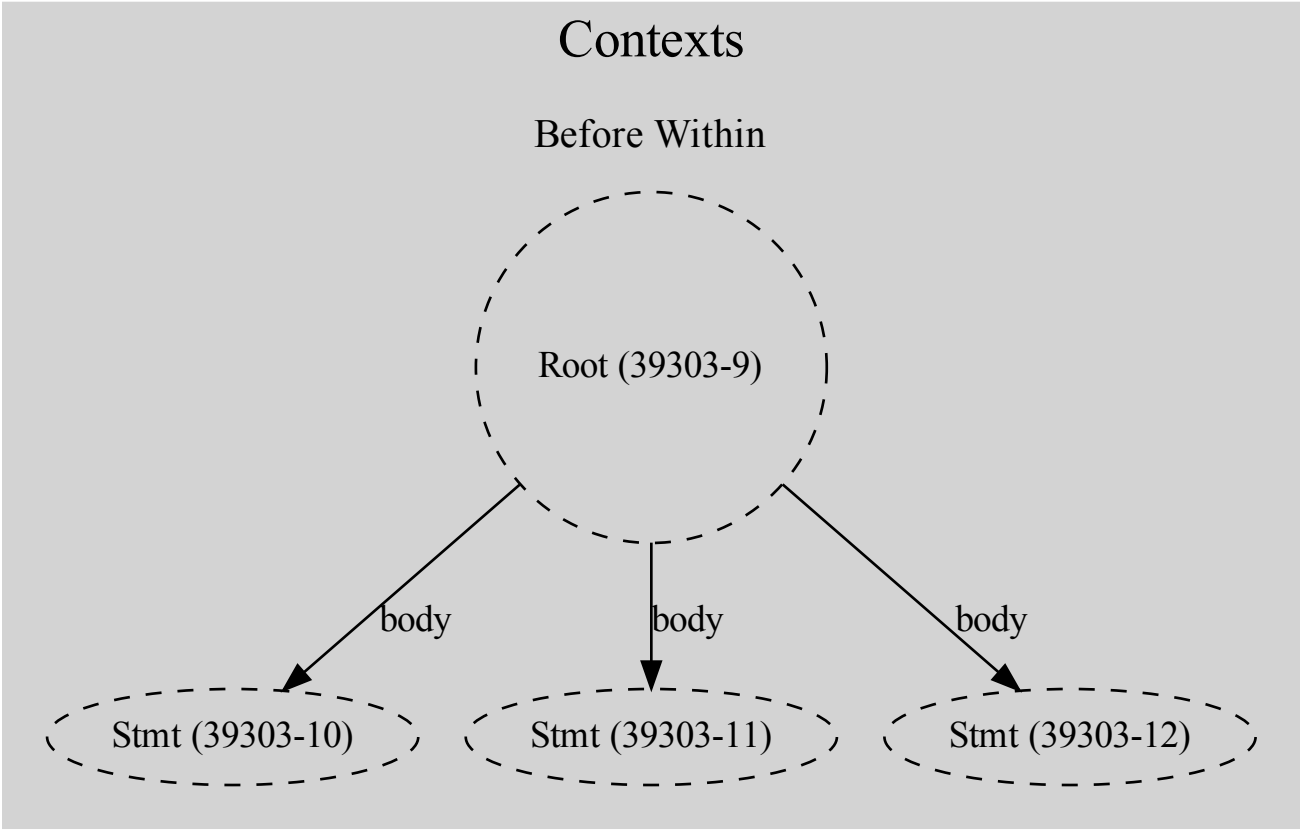 Contexts
Before Within
Root (39303-9)
body body body
Stmt (39303-10) Stmt (39303-11) Stmt (39303-12)